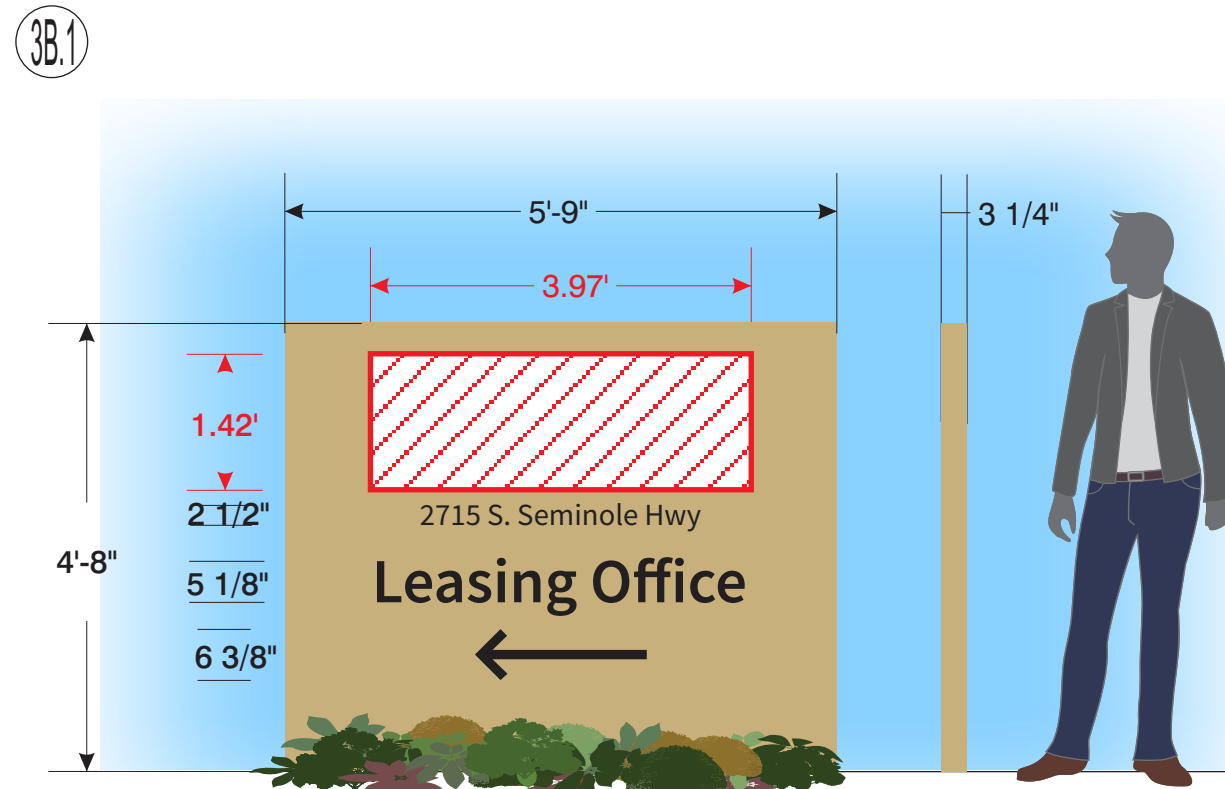 3B.1
5'-9"
3 1/4"
3.97'
1.42'
2 1/2"
2715 S. Seminole Hwy
4'-8"
5 1/8"
Leasing Office
6 3/8"